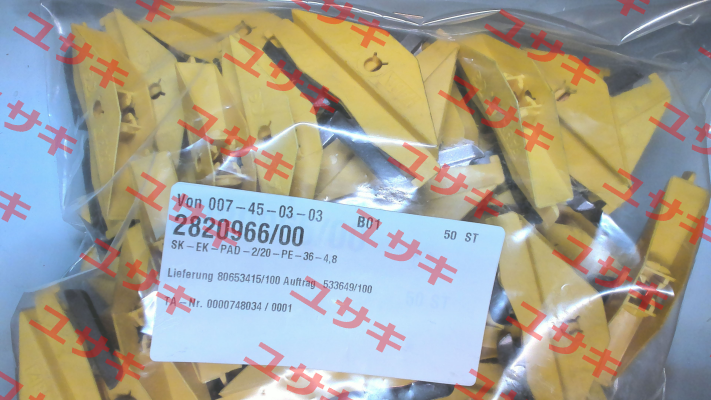 Von 007-45-03-03 B01 50 ST
2820966/00
SK-EK-PAD-2/20-PE-36-4,8
Lieferung 80653415/100 Auftrag 533649/100
TA-Nr. 0000748034 / 0001
ユサキ